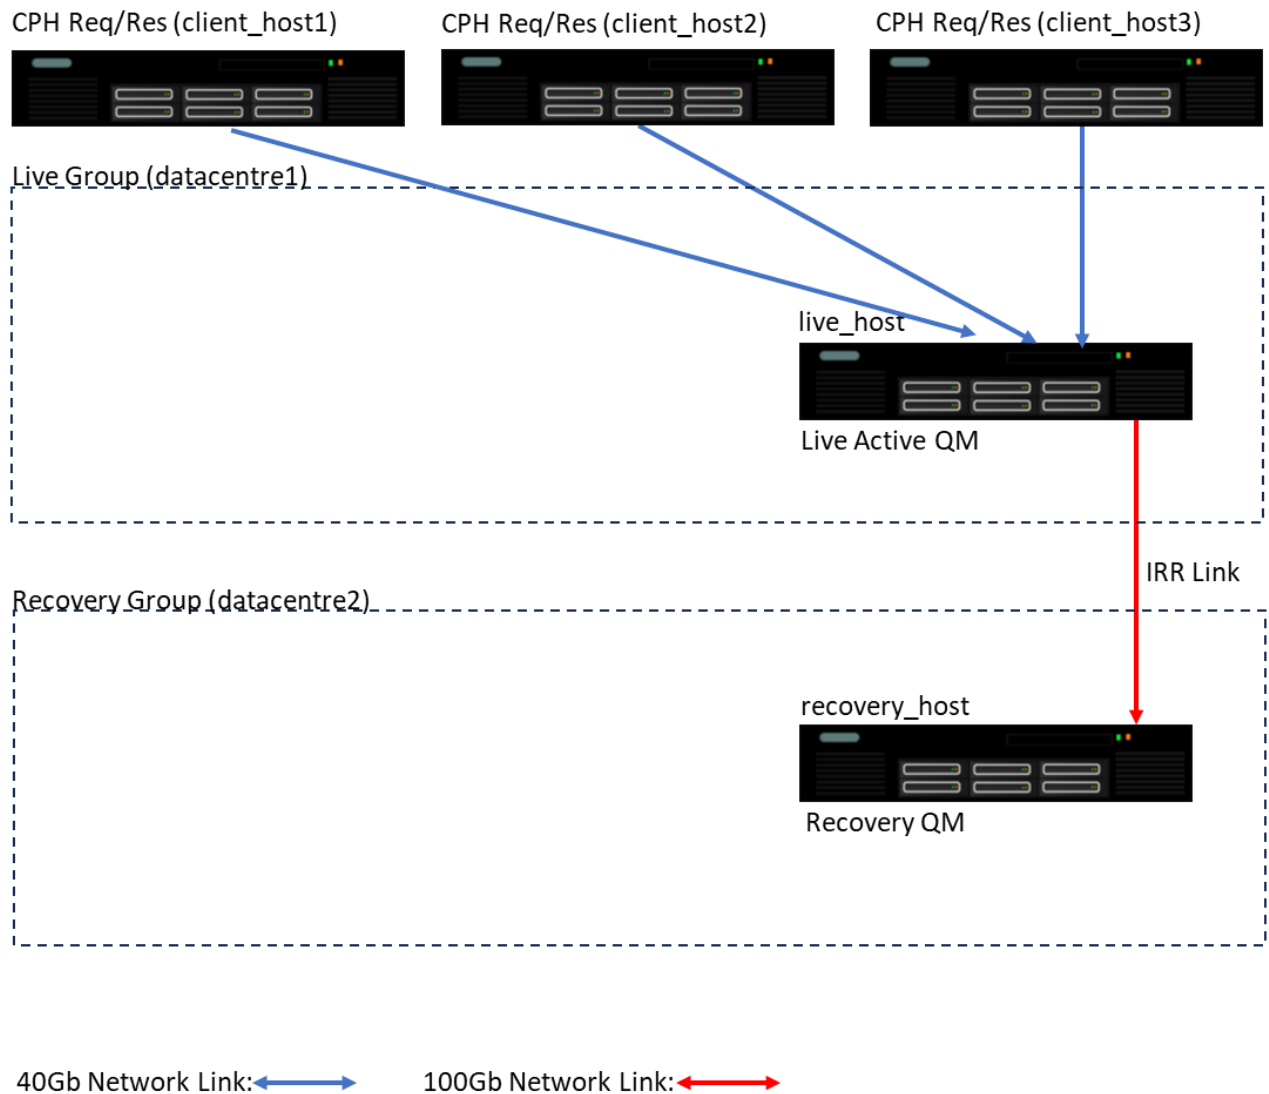 CPH Req/Res (client_host1)
CPH Req/Res (client_host2)
CPH Req/Res (client_host3)
Live Group (datacentre1)
live_host
Live Active QM
IRR Link
Recovery Group (datacentre2)
recovery_host
Recovery QM
40Gb Network Link:
100Gb Network Link: